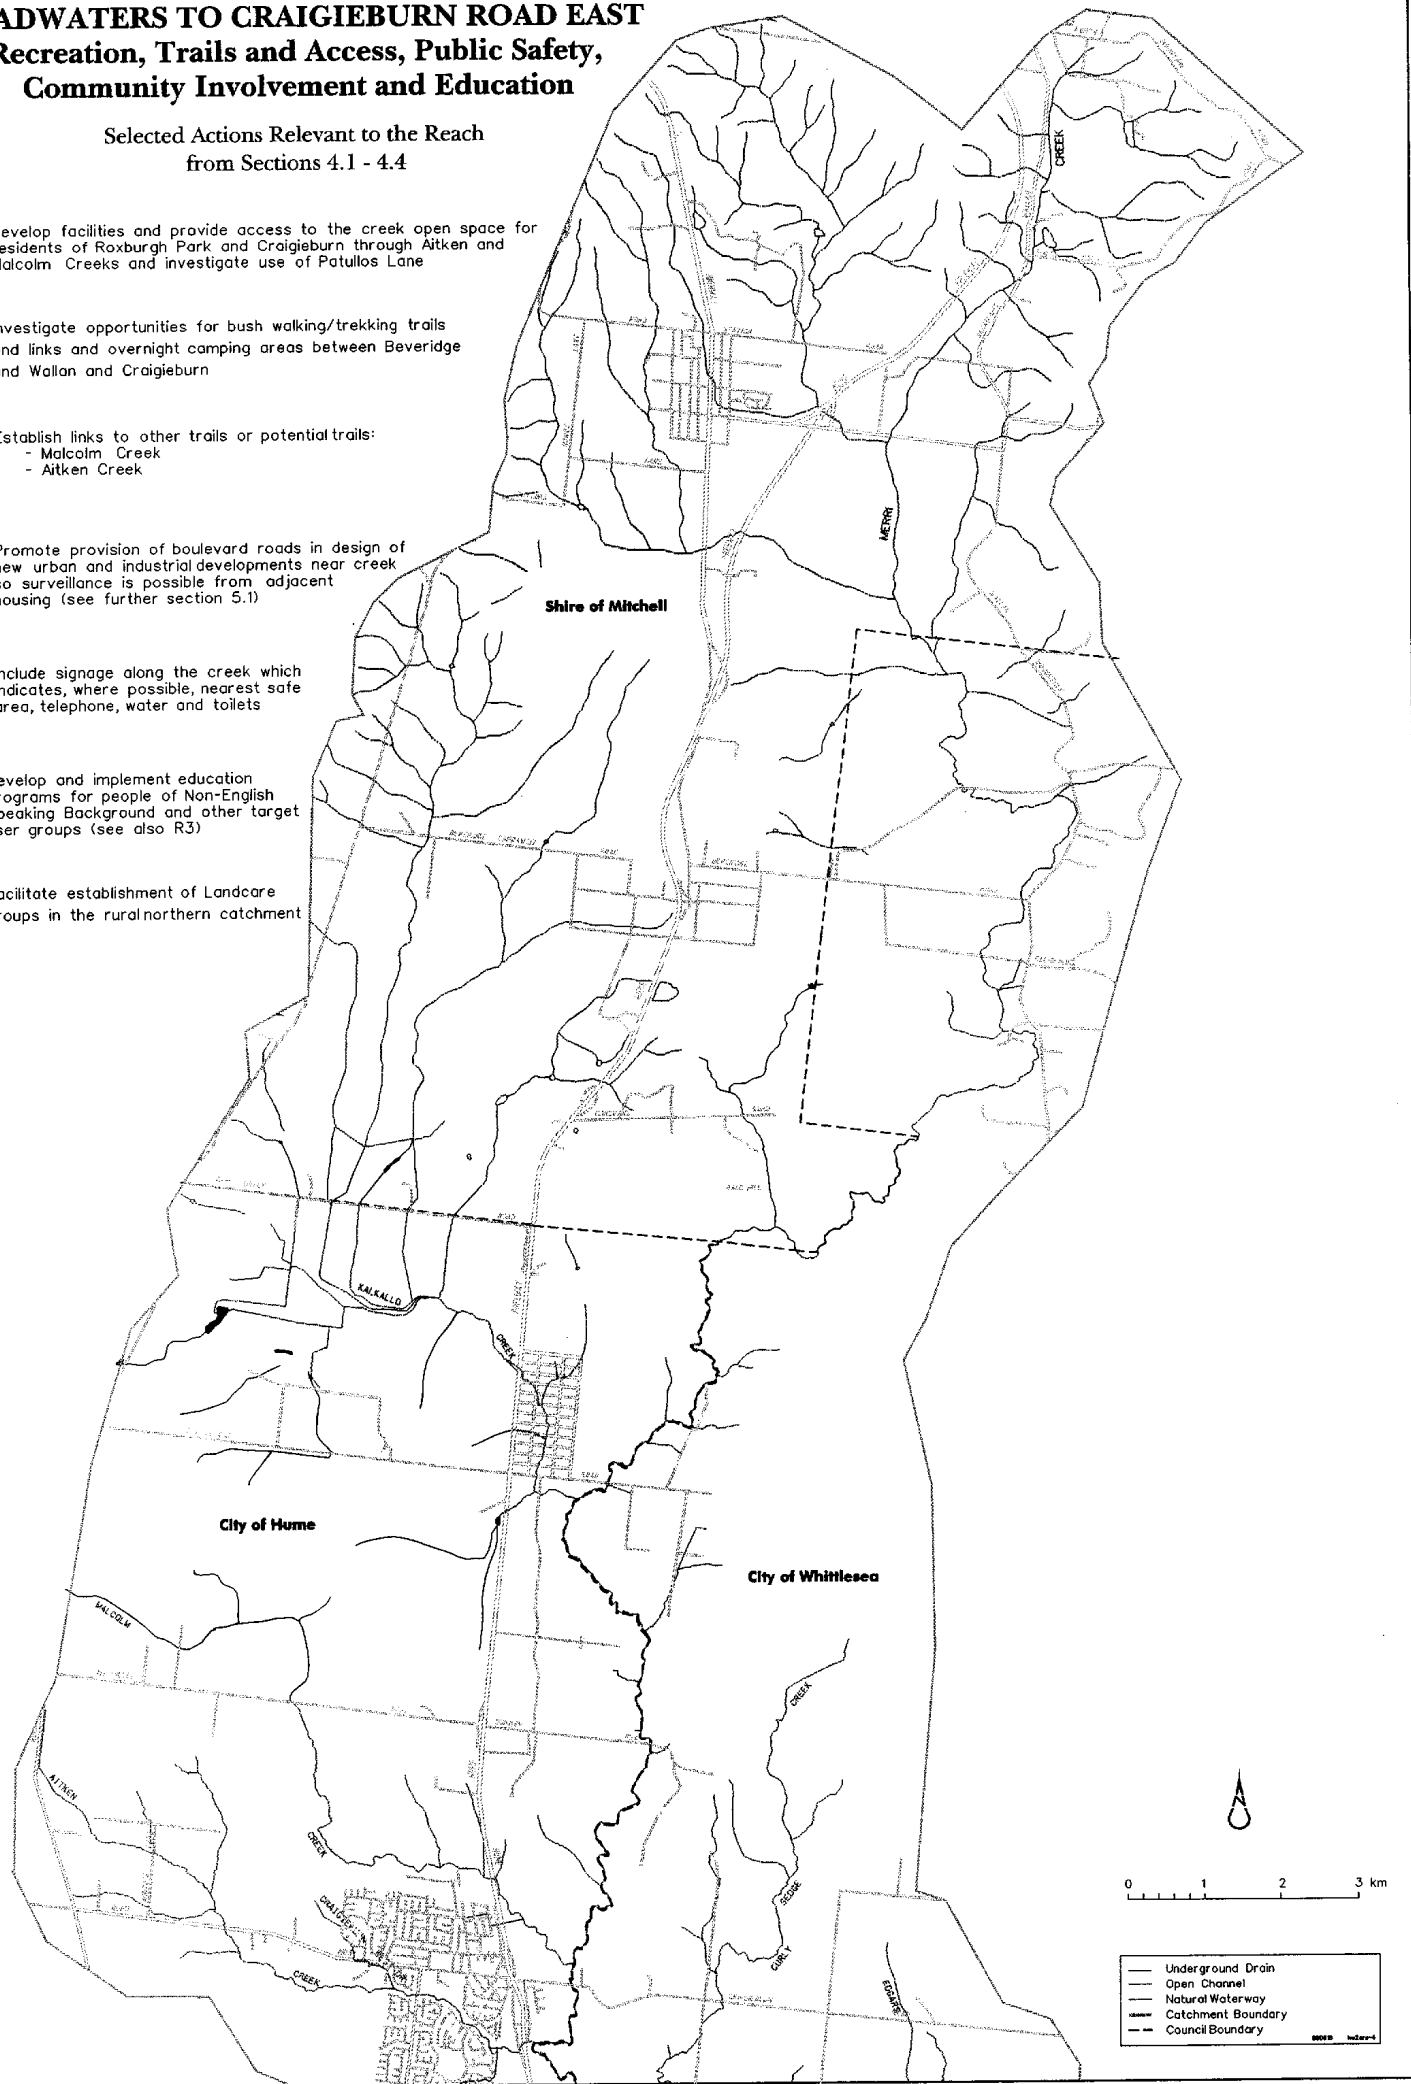 ADWATERS TO CRAIGIEBURN ROAD EAST
Recreation, Trails and Access, Public Safety,
Community Involvement and Education
Selected Actions Relevant to the Reach
from Sections 4.1 - 4.4
evelop facilities and provide access to the creek open space for
esidents of Roxburgh Park and Craigieburn through Aitken and
alcolm Creeks and investigate use of Patullos Lane
nvestigate opportunities for bush walking/trekking trails
nd links and overnight camping areas between Beveridge
nd Wallan and Craigieburn
Establish links to other trails or potential trails:
- Malcolm Creek
- Aitken Creek
Promote provision of boulevard roads in design of
new urban and industrial developments near creek
so surveillance is possible from adjacent
housing (see further section 5.1)
nclude signage along the creek which
ndicates, where possible, nearest safe
area, telephone, water and toilets
evelop and implement education
rograms for people of Non-English
peaking Background and other target
ser groups (see also R3)
acilitate establishment of Landcare
roups in the rural northern catchment
CREEK
MERRI
Shire of Mitchell
KALKALLO
CREEK
City of Hume
City of Whittlesea
MALCOLM
CREEK
AITKEN
CREEK
CREEK
SEDGE
CURLY
EDGARS
0 1 2 3 km
Underground Drain
Open Channel
Natural Waterway
Catchment Boundary
Council Boundary